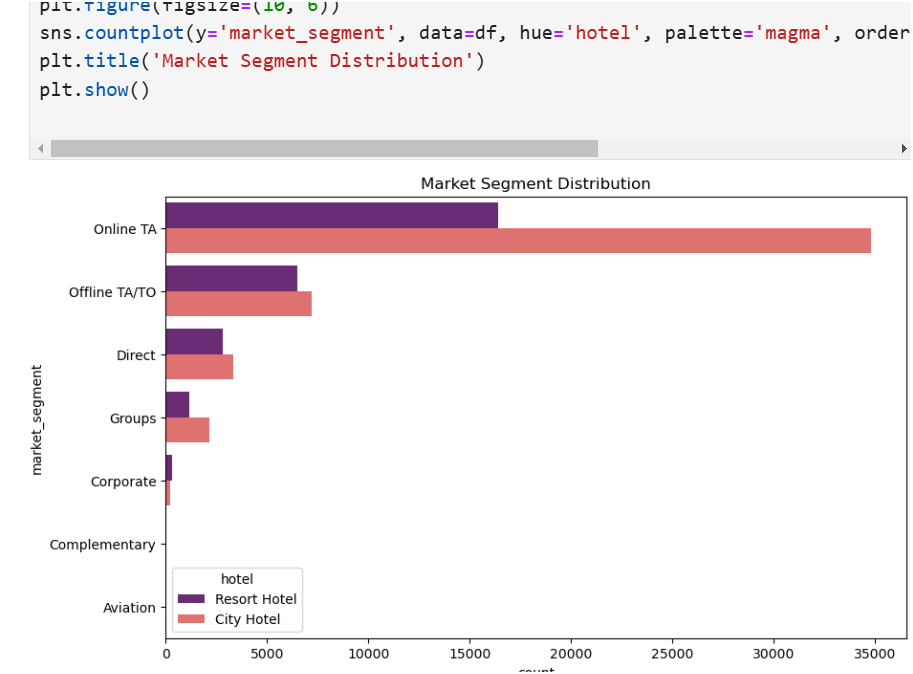 plt.figure(figsize=(10, 6))
sns.countplot(y='market_segment', data=df, hue='hotel', palette='magma', order
plt.title('Market Segment Distribution')
plt.show()
Market Segment Distribution
Online TA
Offline TA/TO
Direct
Groups
Corporate
Complementary
Aviation
market_segment
hotel
Resort Hotel
City Hotel
0 5000 10000 15000 20000 25000 30000 35000
count